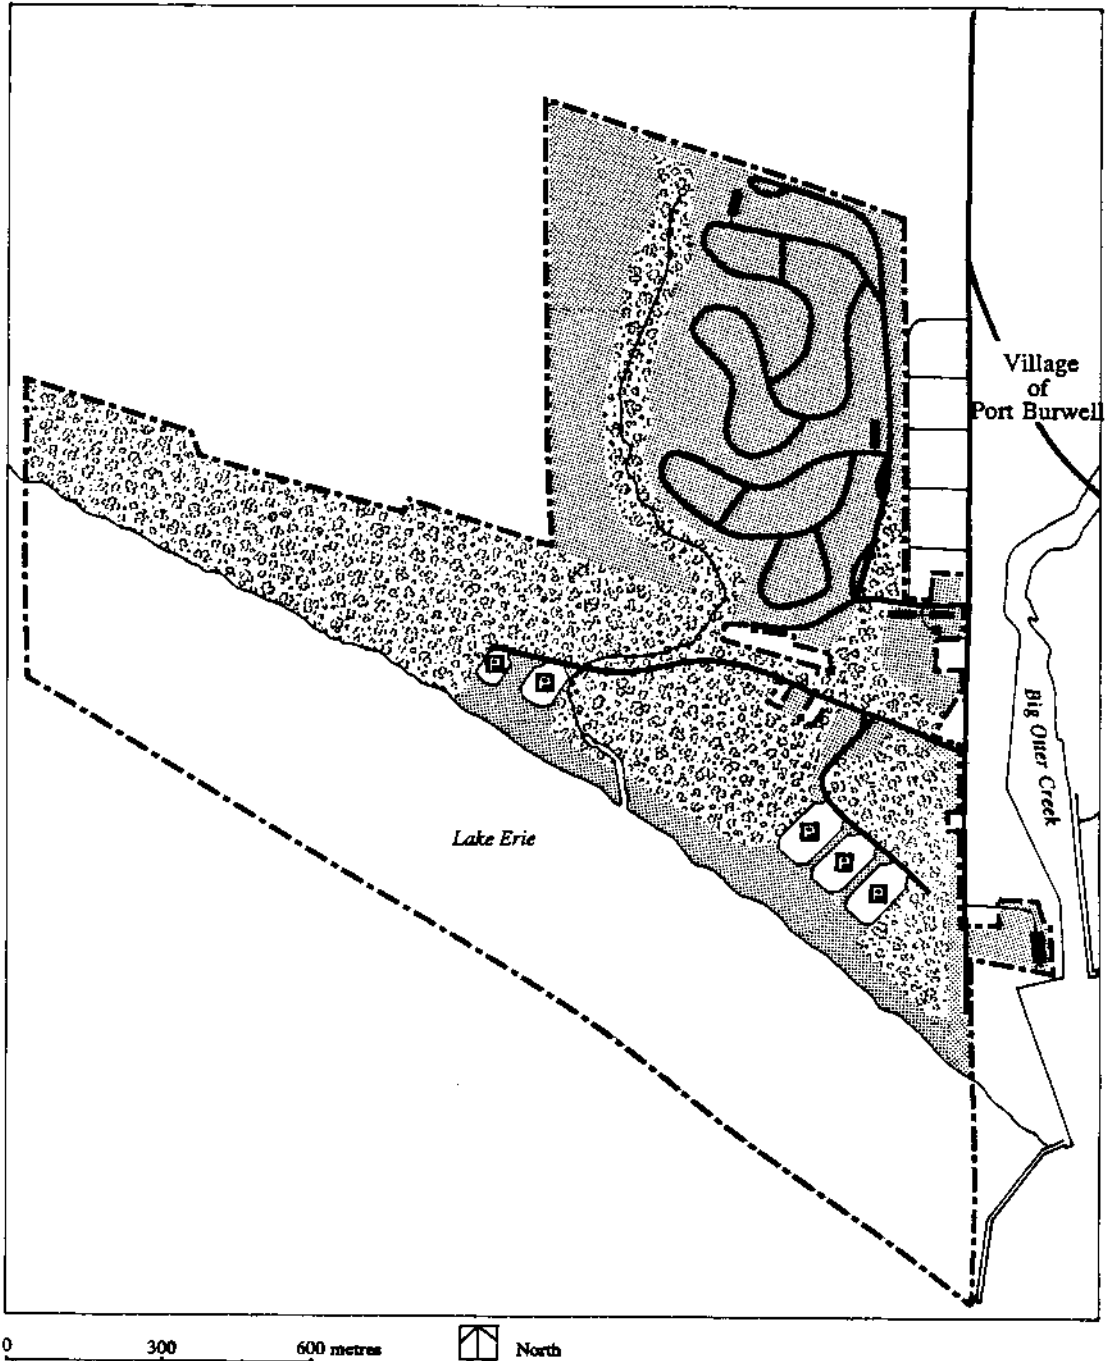 Village
of
Port Burwell
Big Otter Creek
P
P
Lake Erie
P
P
P
0 300 600 metres North